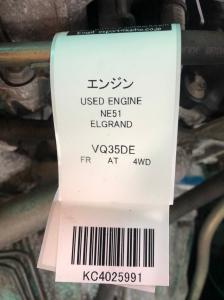 エンジン
USED ENGINE
NE51
ELGRAND
VQ35DE
FR AT 4WD
KC4025991